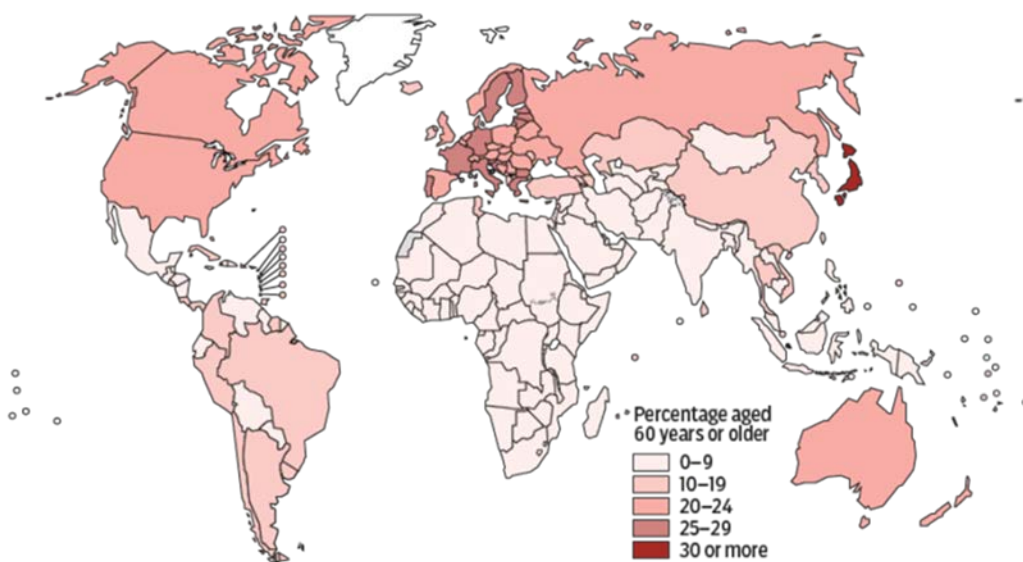 Percentage aged
60 years or older
0–9
10–19
20–24
25–29
30 or more